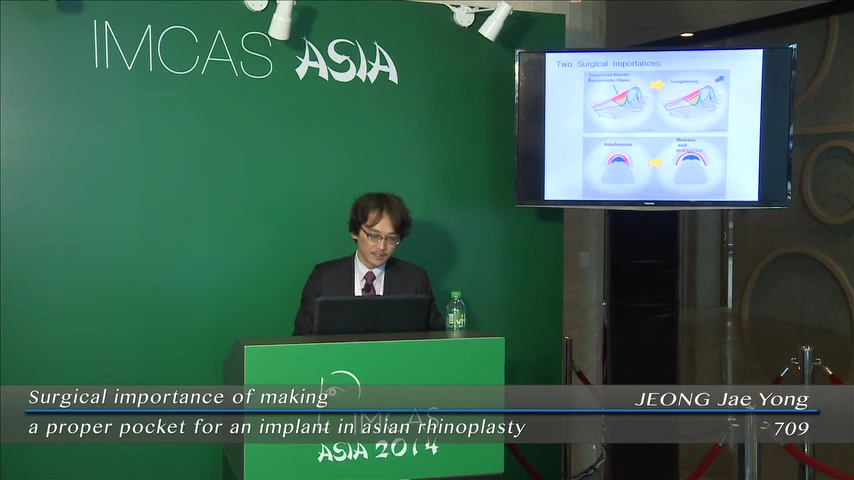 IMCAS ASIA
Two Surgical Importances
Lengthening
Interference
Release
and
Surgical importance of making
JEONG Jae Yong
a proper pocket for an implant in asian rhinoplasty
709
IMCAS
ASIA 2014